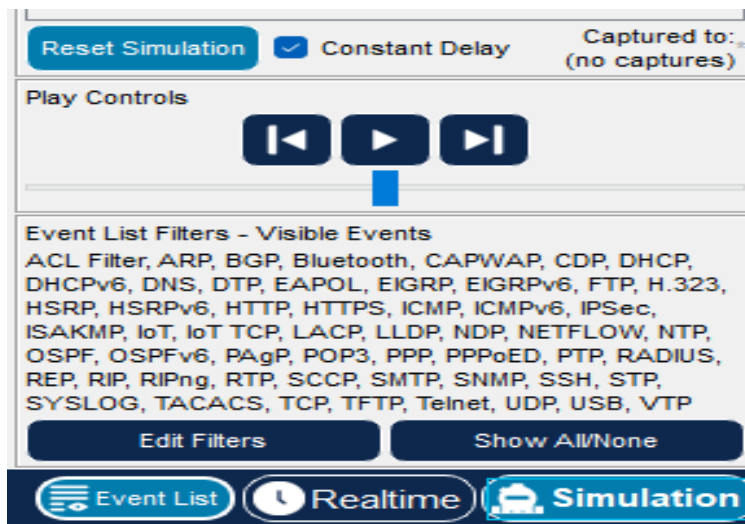 Reset Simulation Constant Delay Captured to:
(no captures)
Play Controls
Event List Filters - Visible Events
ACL Filter, ARP, BGP, Bluetooth, CAPWAP, CDP, DHCP,
DHCPv6, DNS, DTP, EAPOL, EIGRP, EIGRPv6, FTP, H.323,
HSRP, HSRPv6, HTTP, HTTPS, ICMP, ICMPv6, IPSec,
ISAKMP, IoT, IoT TCP, LACP, LLDP, NDP, NETFLOW, NTP,
OSPF, OSPFv6, PAgP, POP3, PPP, PPPoED, PTP, RADIUS,
REP, RIP, RIPng, RTP, SCCP, SMTP, SNMP, SSH, STP,
SYSLOG, TACACS, TCP, TFTP, Telnet, UDP, USB, VTP
Edit Filters Show All/None
Event List Realtime Simulation